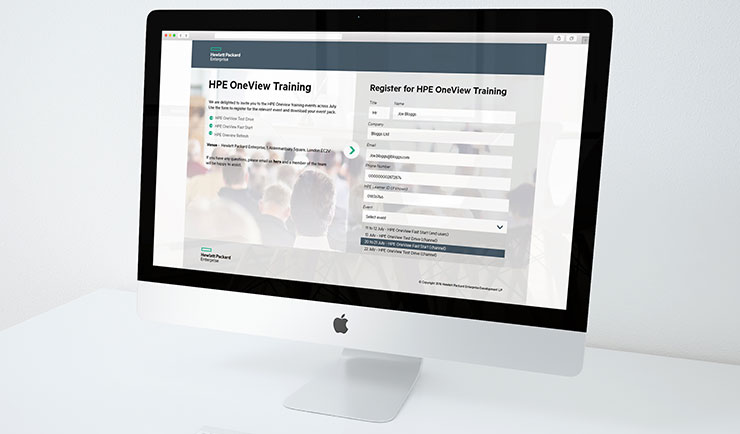 Hewlett Packard
Enterprise
HPE OneView Training
We are delighted to invite you to the HPE OneView Training events across July.
Use the form to register for the relevant event and download your event pack.
HPE OneView Test Drive
HPE OneView Fast Start
HPE OneView Refresh
Venue - Hewlett Packard Enterprise, 1 Aldermanbury Square, London EC2V
If you have any questions, please email us here and a member of the team
will be happy to assist.
Register for HPE OneView Training
Title
Name
Mr
Joe Bloggs
Company
Bloggs Ltd
Email
Joe.bloggs@bloggs.com
Phone Number
HPE Learner ID (if known)
Event
Select event
11 to 12 July - HPE OneView Fast Start (end users)
13 July - HPE OneView Test Drive (channel)
20 to 21 July - HPE OneView Fast Start (channel)
22 July - HPE OneView Test Drive (channel)
Hewlett Packard
Enterprise
© Copyright 2016 Hewlett Packard Enterprise Development LP